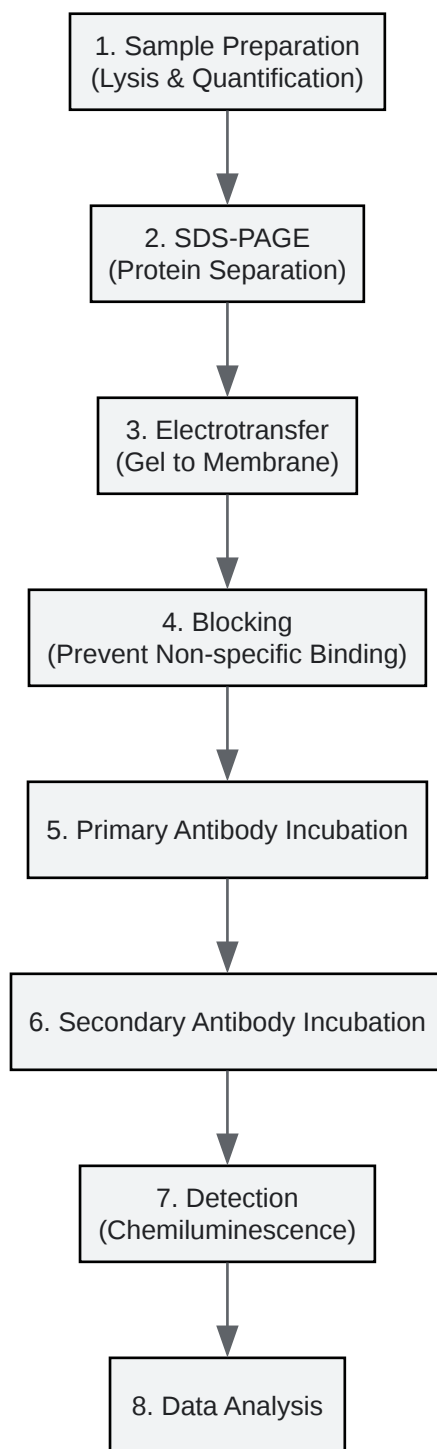 1. Sample Preparation
(Lysis & Quantification)
2. SDS-PAGE
(Protein Separation)
3. Electrotransfer
(Gel to Membrane)
4. Blocking
(Prevent Non-specific Binding)
5. Primary Antibody Incubation
6. Secondary Antibody Incubation
7. Detection
(Chemiluminescence)
8. Data Analysis